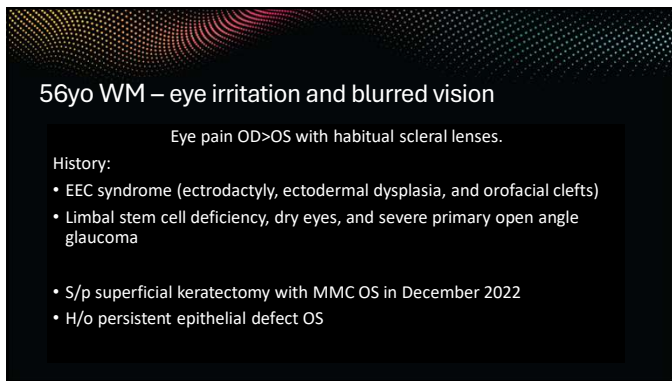 56yo WM – eye irritation and blurred vision
Eye pain OD>OS with habitual scleral lenses.
History:
• EEC syndrome (ectrodactyly, ectodermal dysplasia, and orofacial clefts)
• Limbal stem cell deficiency, dry eyes, and severe primary open angle
glaucoma
• S/p superficial keratectomy with MMC OS in December 2022
• H/o persistent epithelial defect OS